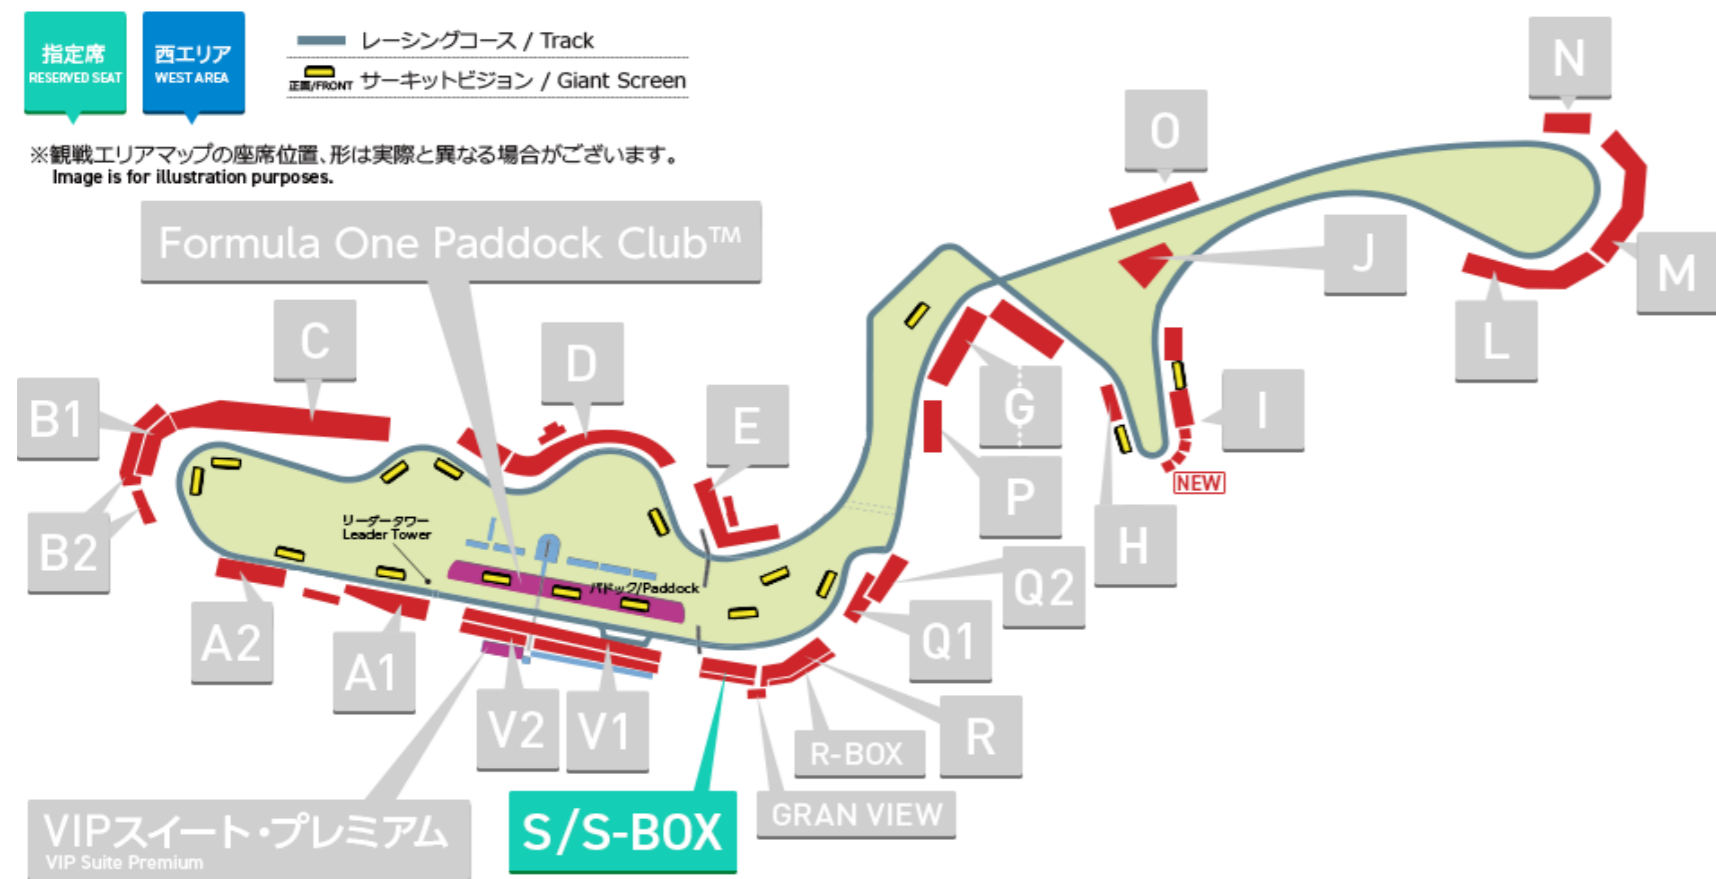 指定席
RESERVED SEAT
西エリア
WEST AREA
レーシングコース / Track
正面/FRONT サーキットビジョン / Giant Screen
※観戦エリアマップの座席位置、形は実際と異なる場合がございます。
Image is for illustration purposes.
N
O
Formula One Paddock Club™
J
M
C
D
L
B1
E
G
I
NEW
P
H
リーダータワー
Leader Tower
B2
パドック/Paddock
Q2
A2
Q1
A1
V2
V1
R
R-BOX
S/S-BOX
GRAN VIEW
VIPスイート・プレミアム
VIP Suite Premium